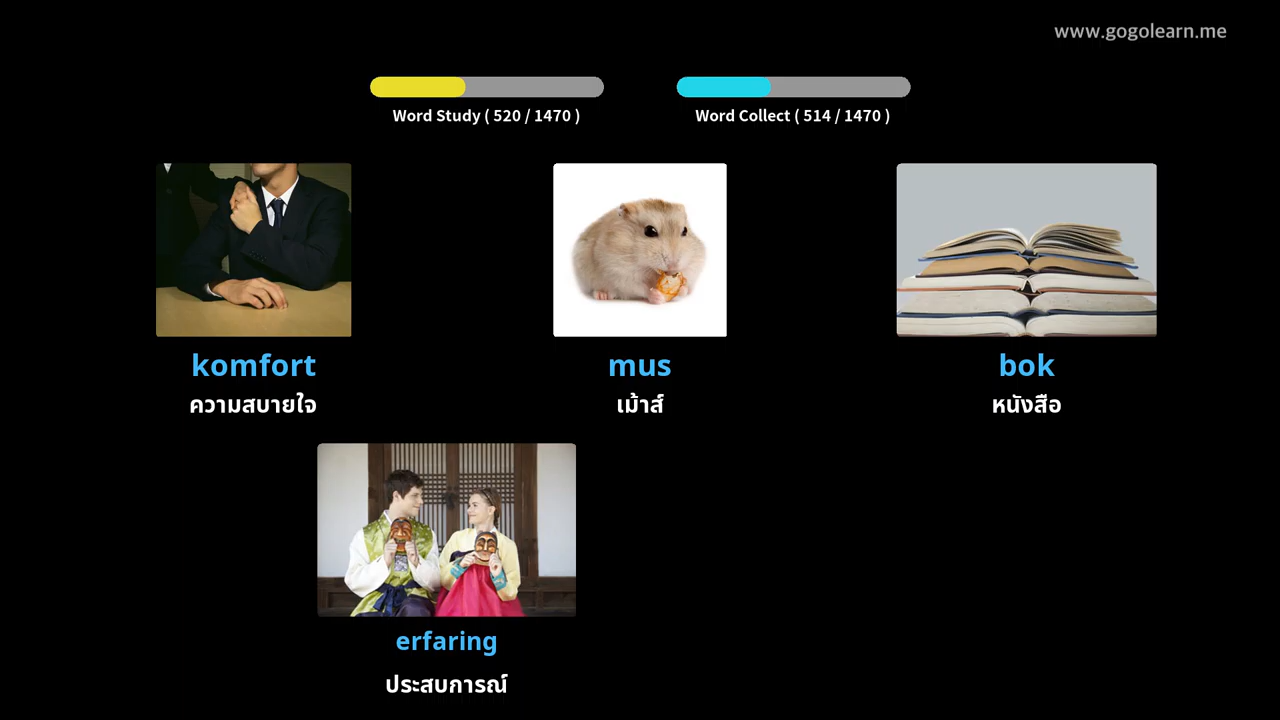 www.gogolearn.me
Word Study ( 520 / 1470 )
Word Collect ( 514 / 1470 )
komfort
ความสบายใจ
mus
เม้าส์
bok
หนังสือ
erfaring
ประสบการณ์